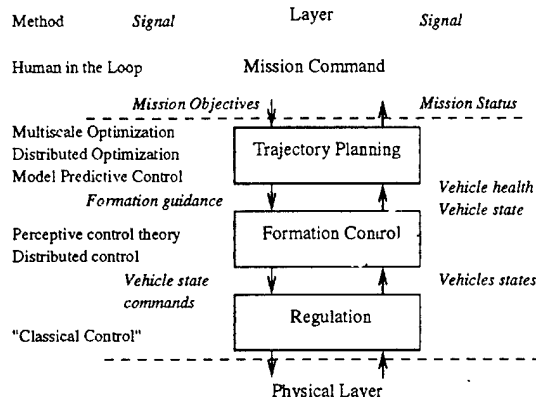 Method Signal Layer Signal
Human in the Loop Mission Command
Mission Objectives Mission Status
Multiscale Optimization
Distributed Optimization Trajectory Planning
Model Predictive Control
Formation guidance Vehicle health
Vehicle state
Perceptive control theory Formation Control
Distributed control
Vehicle state Vehicles states
commands
Regulation
"Classical Control"
Physical Layer